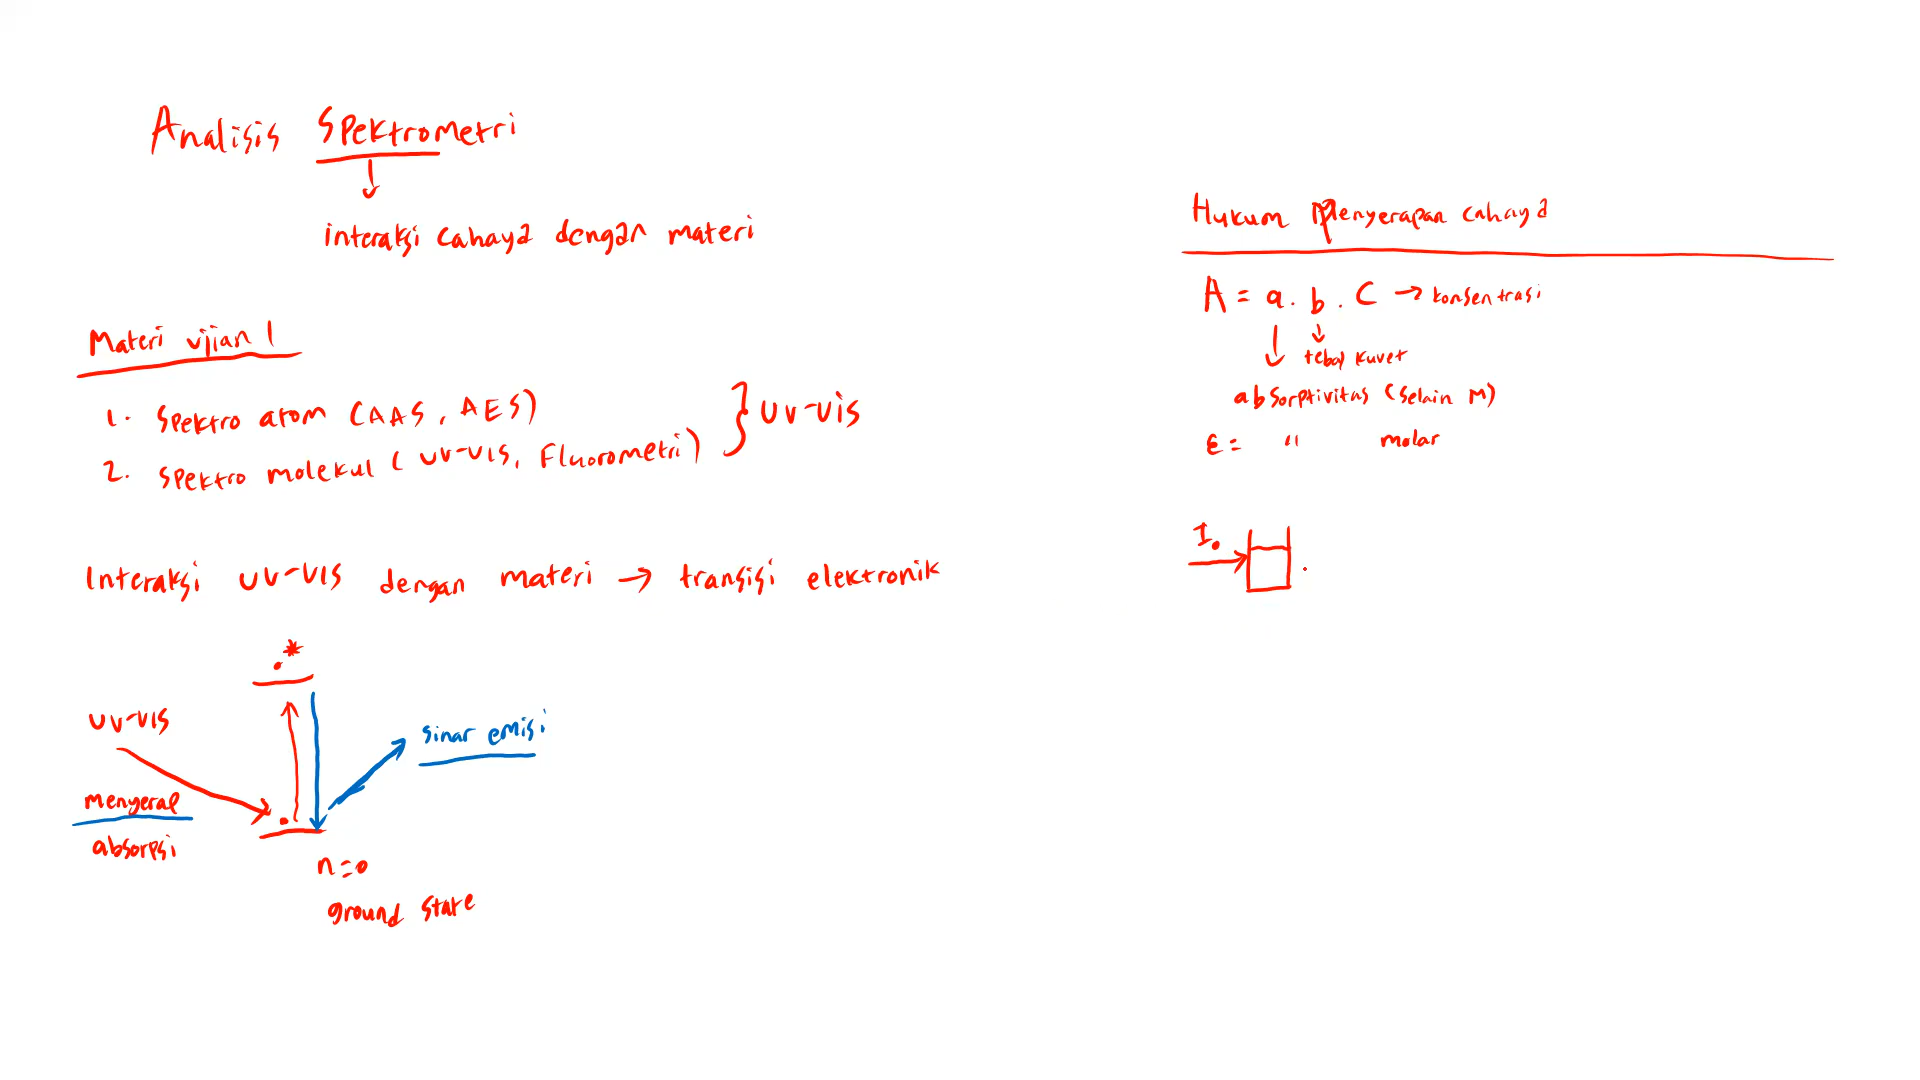 Analisis Spektrometri
interaksi cahaya dengan materi
Materi ujian 1
1. Spektro atom (AAS, AES)
2. Spektro molekul (UV-VIS, Fluorometri)
} UV-VIS
Interaksi UV-VIS dengan materi → transisi elektronik
.*
UV-VIS
sinar emisi
menyerap
absorpsi
n=0
ground state
Hukum Penyerapan cahaya
A = a . b . C → konsentrasi
tebal kuvet
absorptivitas (selain M)
ε = " molar
I₀